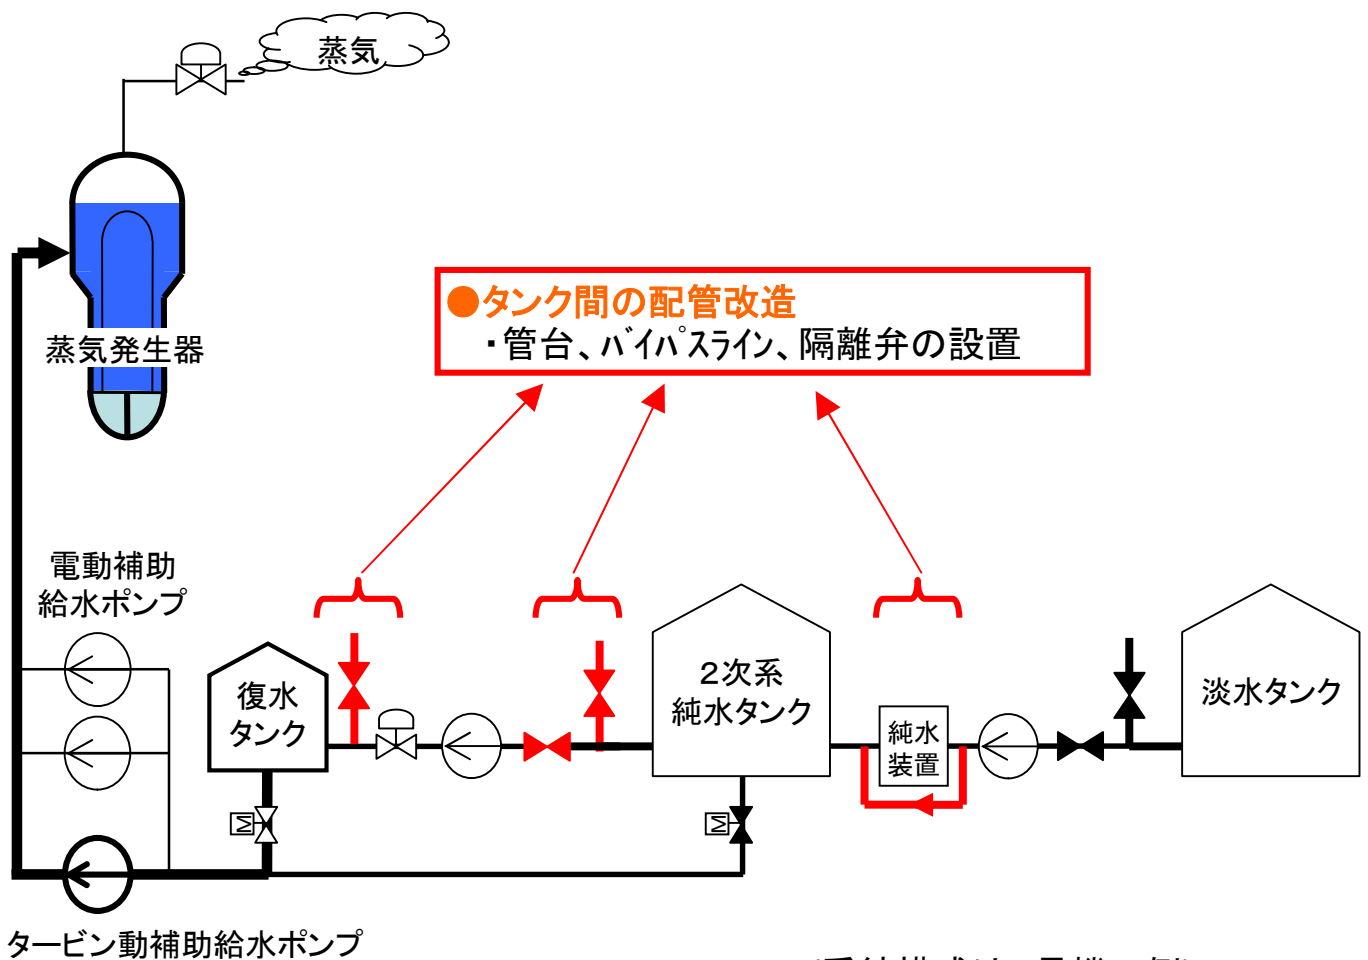 蒸気
●タンク間の配管改造
・管台、ﾊﾞｲﾊﾟｽﾗｲﾝ、隔離弁の設置
蒸気発生器
電動補助
給水ポンプ
復水
タンク
２次系
純水タンク
純水
装置
淡水タンク
M
M
タービン動補助給水ポンプ